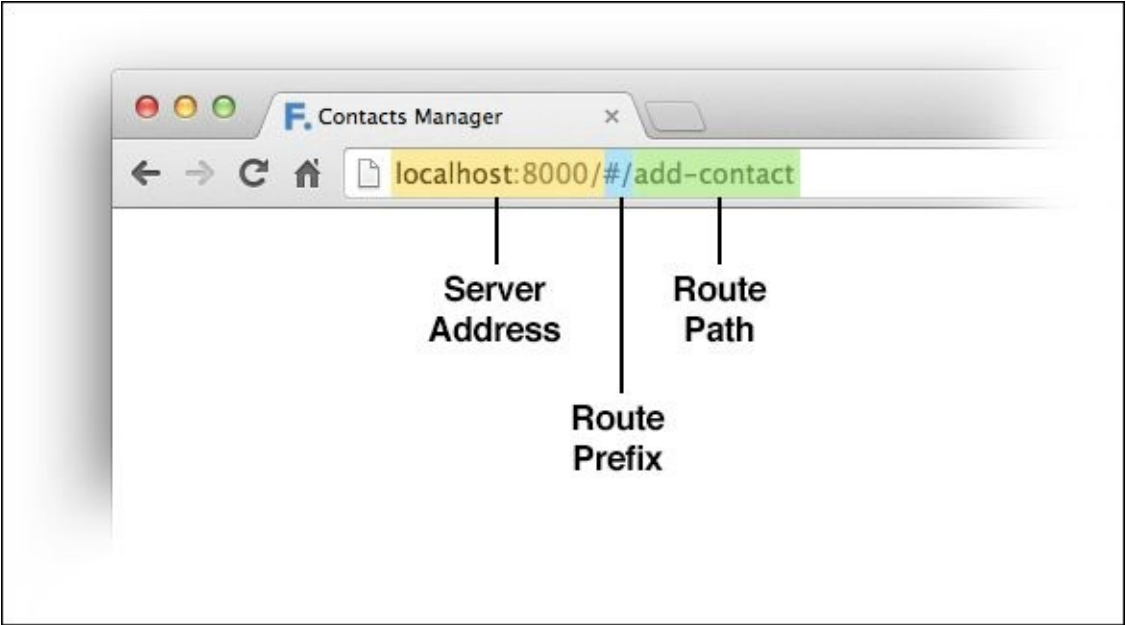 F. Contacts Manager
localhost:8000/#/add-contact
Server
Address
Route
Path
Route
Prefix